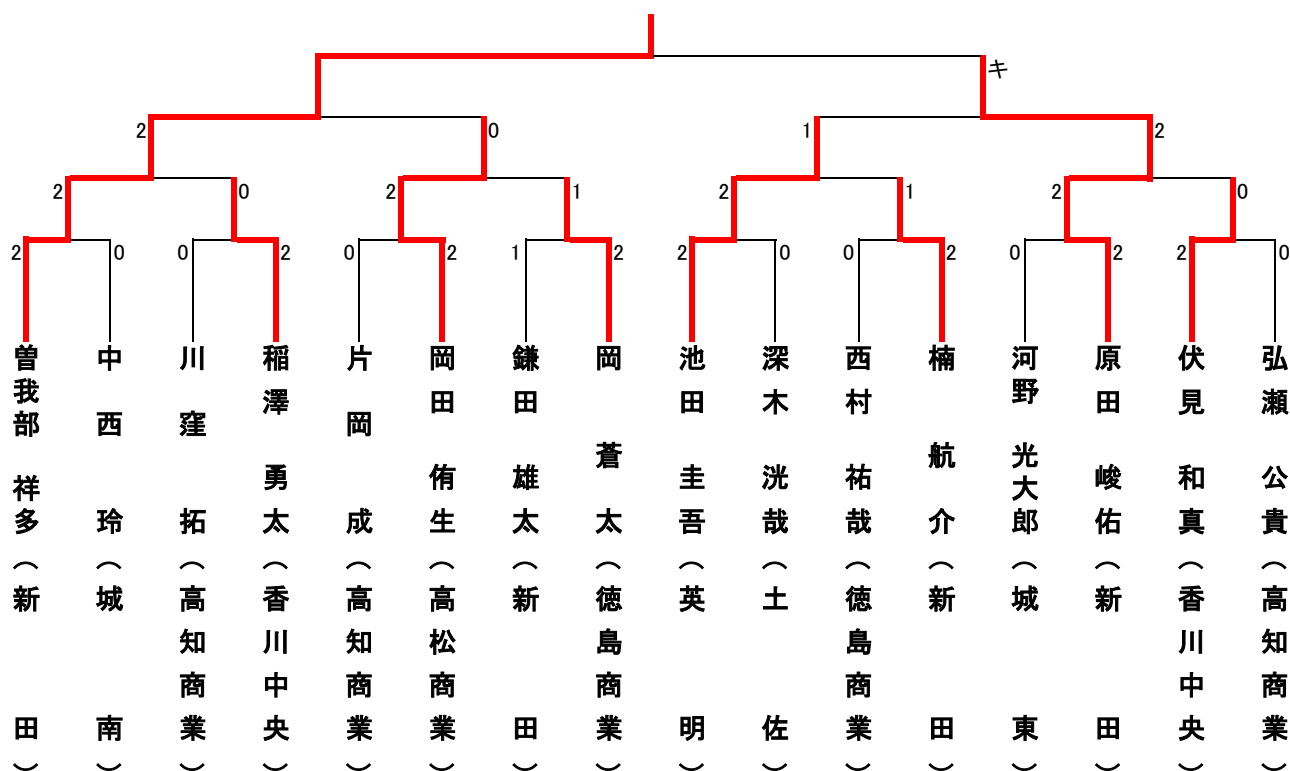 キ
2
0
1
2
2
0
2
1
2
1
2
0
2
0
0
2
0
2
1
2
2
0
0
2
0
2
2
0
曽我部 祥多（新田）
中西 玲（城南）
川窪 拓（高知商業）
稲澤 勇太（香川中央）
片岡 成（高知商業）
岡田 侑生（高松商業）
鎌田 雄太（新田）
岡 蒼太（徳島商業）
池田 圭吾（英明）
深木 洸哉（土佐）
西村 祐哉（徳島商業）
楠 航介（新田）
河野 光大郎（城東）
原田 峻佑（新田）
伏見 和真（香川中央）
弘瀬 公貴（高知商業）